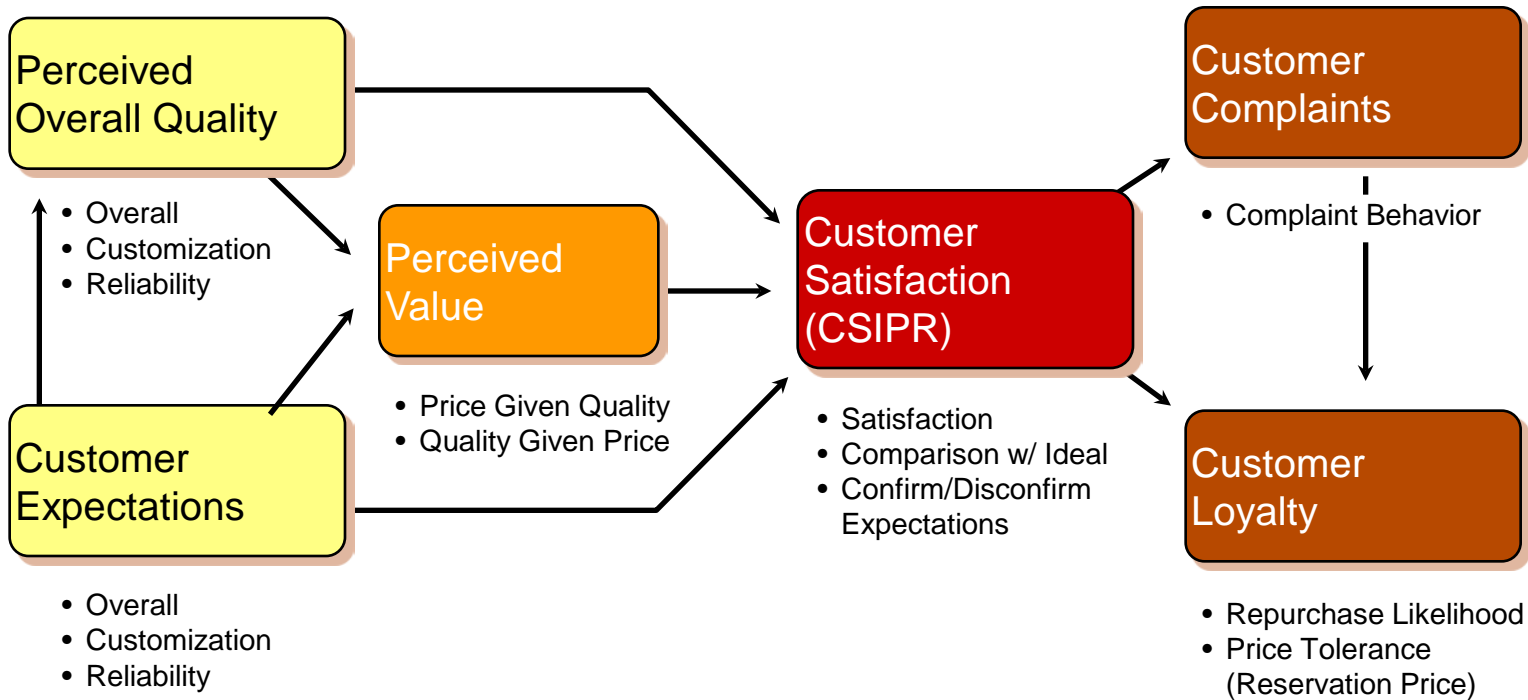 Perceived
Overall Quality
• Overall
• Customization
• Reliability
Customer
Expectations
• Overall
• Customization
• Reliability
Perceived
Value
• Price Given Quality
• Quality Given Price
Customer
Satisfaction
(CSIPR)
• Satisfaction
• Comparison w/ Ideal
• Confirm/Disconfirm
Expectations
Customer
Complaints
• Complaint Behavior
Customer
Loyalty
• Repurchase Likelihood
• Price Tolerance
(Reservation Price)